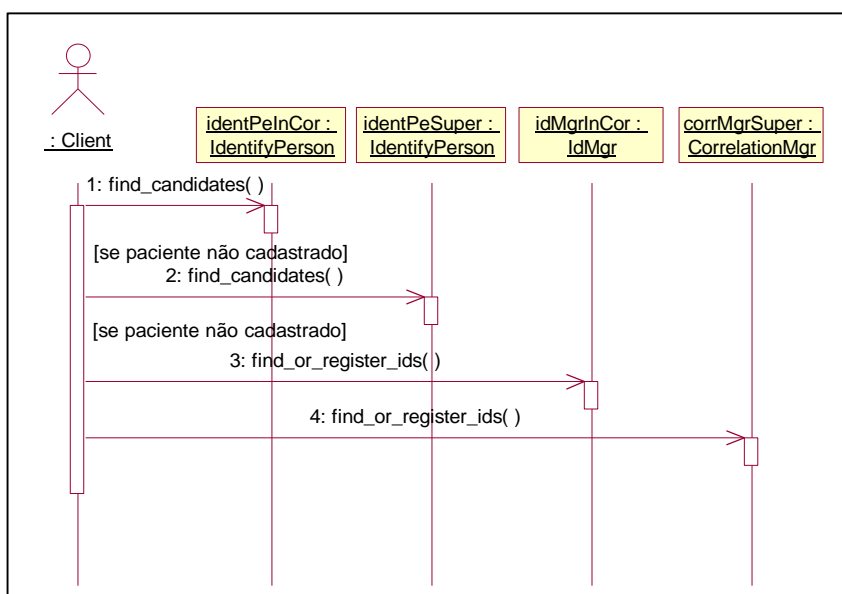 : Client
identPeInCor :
IdentifyPerson
identPeSuper :
IdentifyPerson
idMgrInCor :
IdMgr
corrMgrSuper :
CorrelationMgr
1: find_candidates( )
[se paciente não cadastrado]
2: find_candidates( )
[se paciente não cadastrado]
3: find_or_register_ids( )
4: find_or_register_ids( )